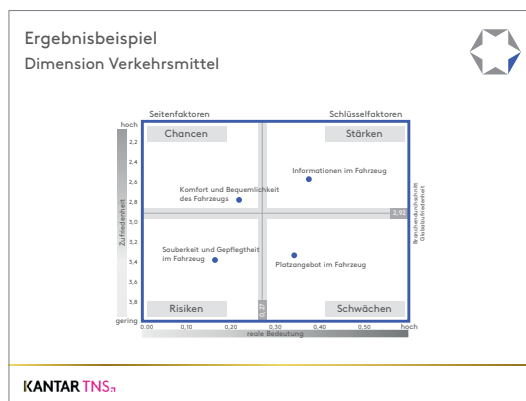 Ergebnisbeispiel
Dimension Verkehrsmittel
Seitenfaktoren
Schlüsselfaktoren
hoch
Chancen
Stärken
2,2
2,4
2,6
2,8
3,0
3,2
3,4
3,6
3,8
gering
Zufriedenheit
Informationen im Fahrzeug
Komfort und Bequemlichkeit
des Fahrzeugs
2,92
Branchendurchschnitt
Globalzufriedenheit
Sauberkeit und Gepflegtheit
im Fahrzeug
Platzangebot im Fahrzeug
Risiken
0,27
Schwächen
0.00
0,10
0,20
0,30
0,40
0,50
hoch
reale Bedeutung
KANTAR TNS